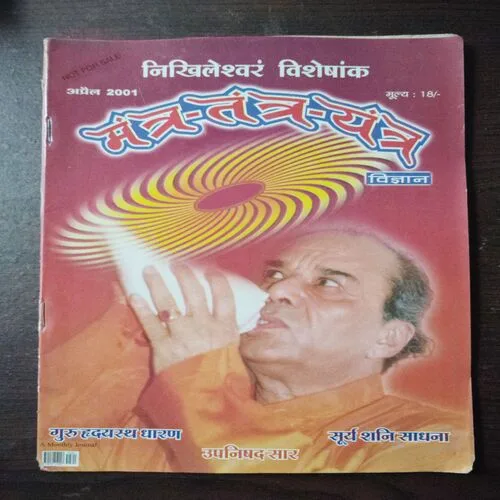 NOT FOR SALE
निखिलेश्वरं विशेषांक
अप्रैल 2001
मूल्य : 18/-
मंत्र-तंत्र-यंत्र
विज्ञान
गुरु हृदयस्थ धारण
सूर्य शनि साधना
A Monthly Journal
उपनिषद सार